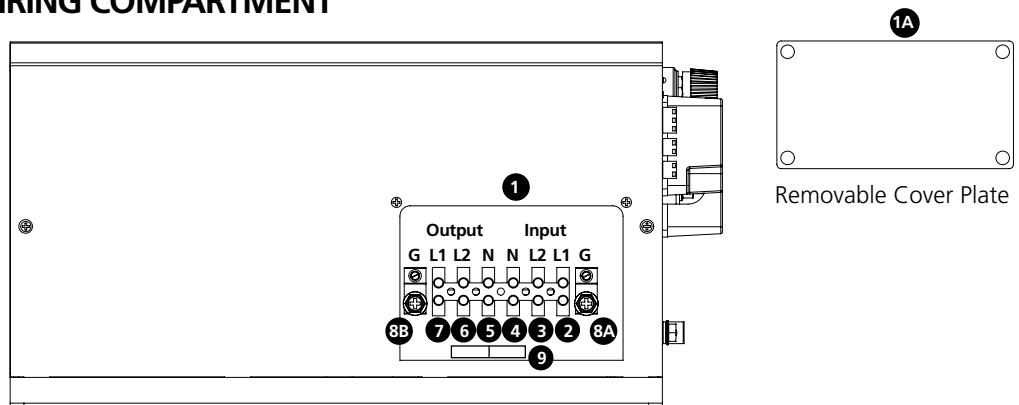 IRING COMPARTMENT
1A
Removable Cover Plate
1
Output Input
G L1 L2 N N L2 L1 G
8B 7 6 5 4 3 2 8A
9